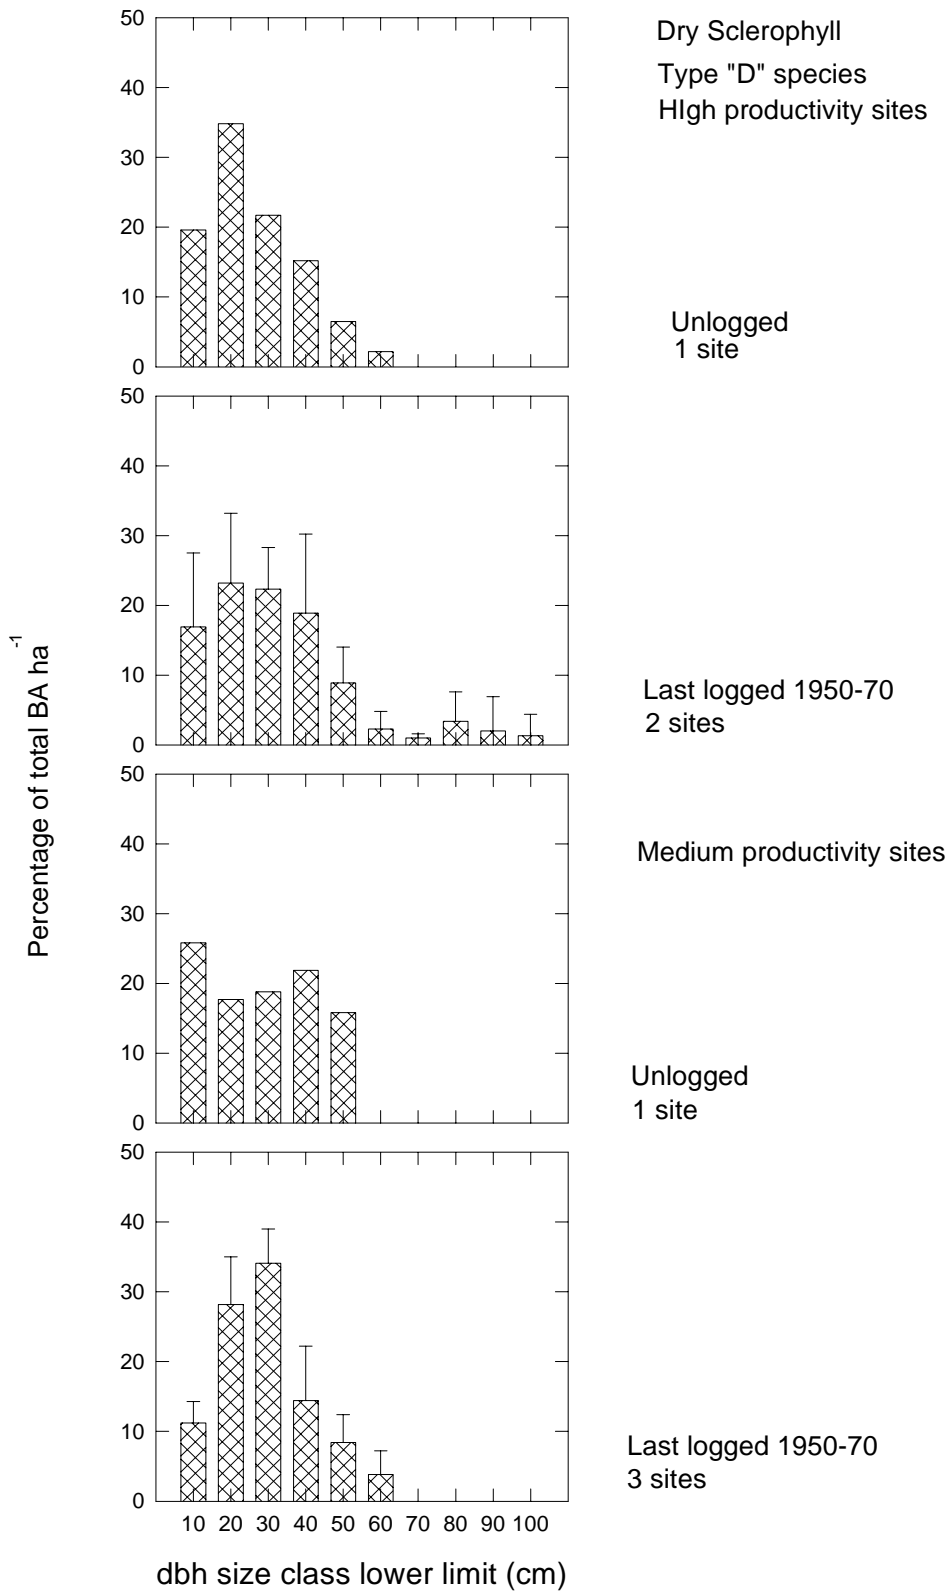 50
40
30
20
10
0
Dry Sclerophyll
Type "D" species
HIgh productivity sites
Unlogged
1 site
50
40
30
20
10
0
Last logged 1950-70
2 sites
Percentage of total BA ha-1
50
40
30
20
10
0
Medium productivity sites
Unlogged
1 site
50
40
30
20
10
0
Last logged 1950-70
3 sites
10 20 30 40 50 60 70 80 90 100
dbh size class lower limit (cm)